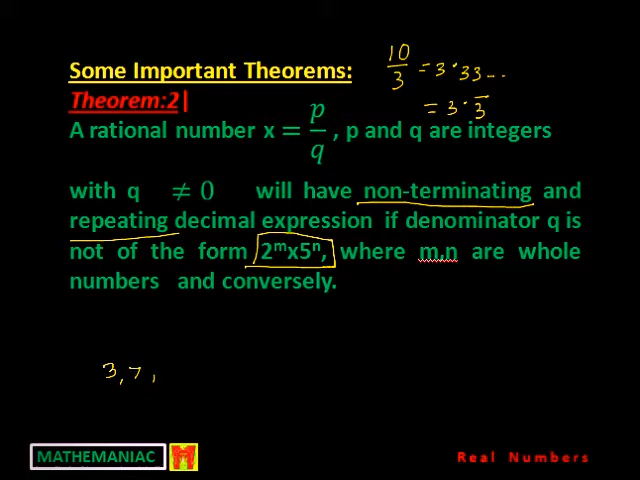 Some Important Theorems:
10/3 = 3.33--..
Theorem:2|
= 3.3̅
A rational number x = p/q , p and q are integers
with q ≠ 0 will have non-terminating and
repeating decimal expression if denominator q is
not of the form 2ᵐx5ⁿ, where m,n are whole
numbers and conversely.
3, 7,
MATHEMANIAC M
Real Numbers